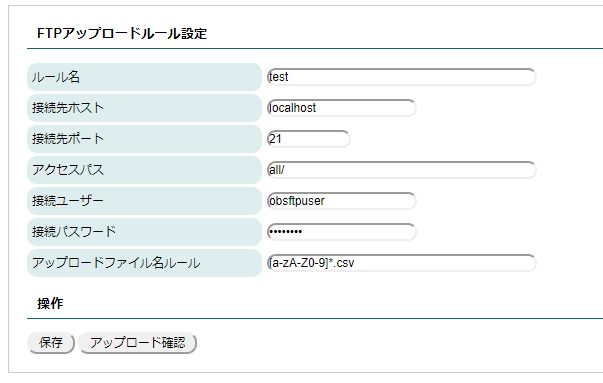 FTPアップロードルール設定
ルール名 test
接続先ホスト localhost
接続先ポート 21
アクセスパス all/
接続ユーザー obsftpuser
接続パスワード ••••••••
アップロードファイル名ルール [a-zA-Z0-9]*.csv
操作
保存 アップロード確認